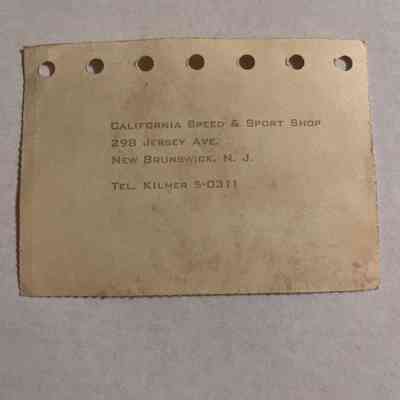 California Speed & Sport Shop
298 Jersey Ave.
New Brunswick, N. J.
Tel. Kilmer 5-0311